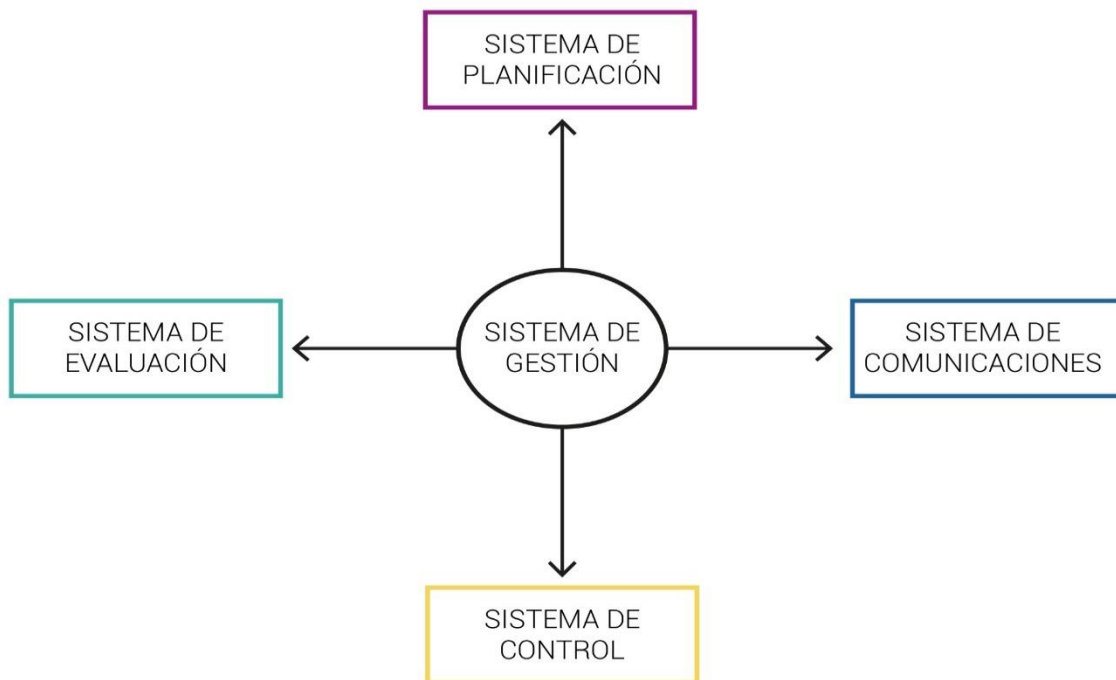 SISTEMA DE
PLANIFICACIÓN
SISTEMA DE
EVALUACIÓN
SISTEMA DE
GESTIÓN
SISTEMA DE
COMUNICACIONES
SISTEMA DE
CONTROL